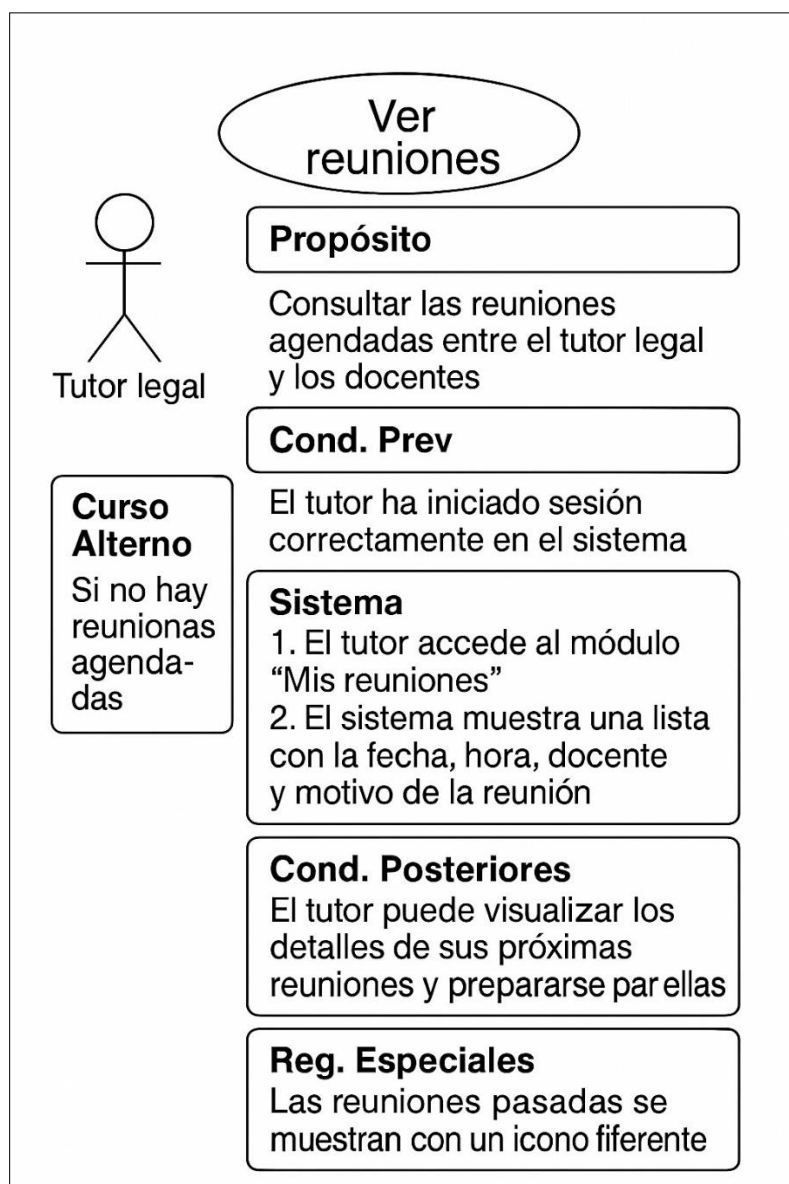 Ver
reuniones
Tutor legal
Propósito
Consultar las reuniones
agendadas entre el tutor legal
y los docentes
Cond. Prev
El tutor ha iniciado sesión
correctamente en el sistema
Curso
Alterno
Si no hay
reunionas
agenda-
das
Sistema
1. El tutor accede al módulo
“Mis reuniones”
2. El sistema muestra una lista
con la fecha, hora, docente
y motivo de la reunión
Cond. Posteriores
El tutor puede visualizar los
detalles de sus próximas
reuniones y prepararse par ellas
Reg. Especiales
Las reuniones pasadas se
muestran con un icono fiferente